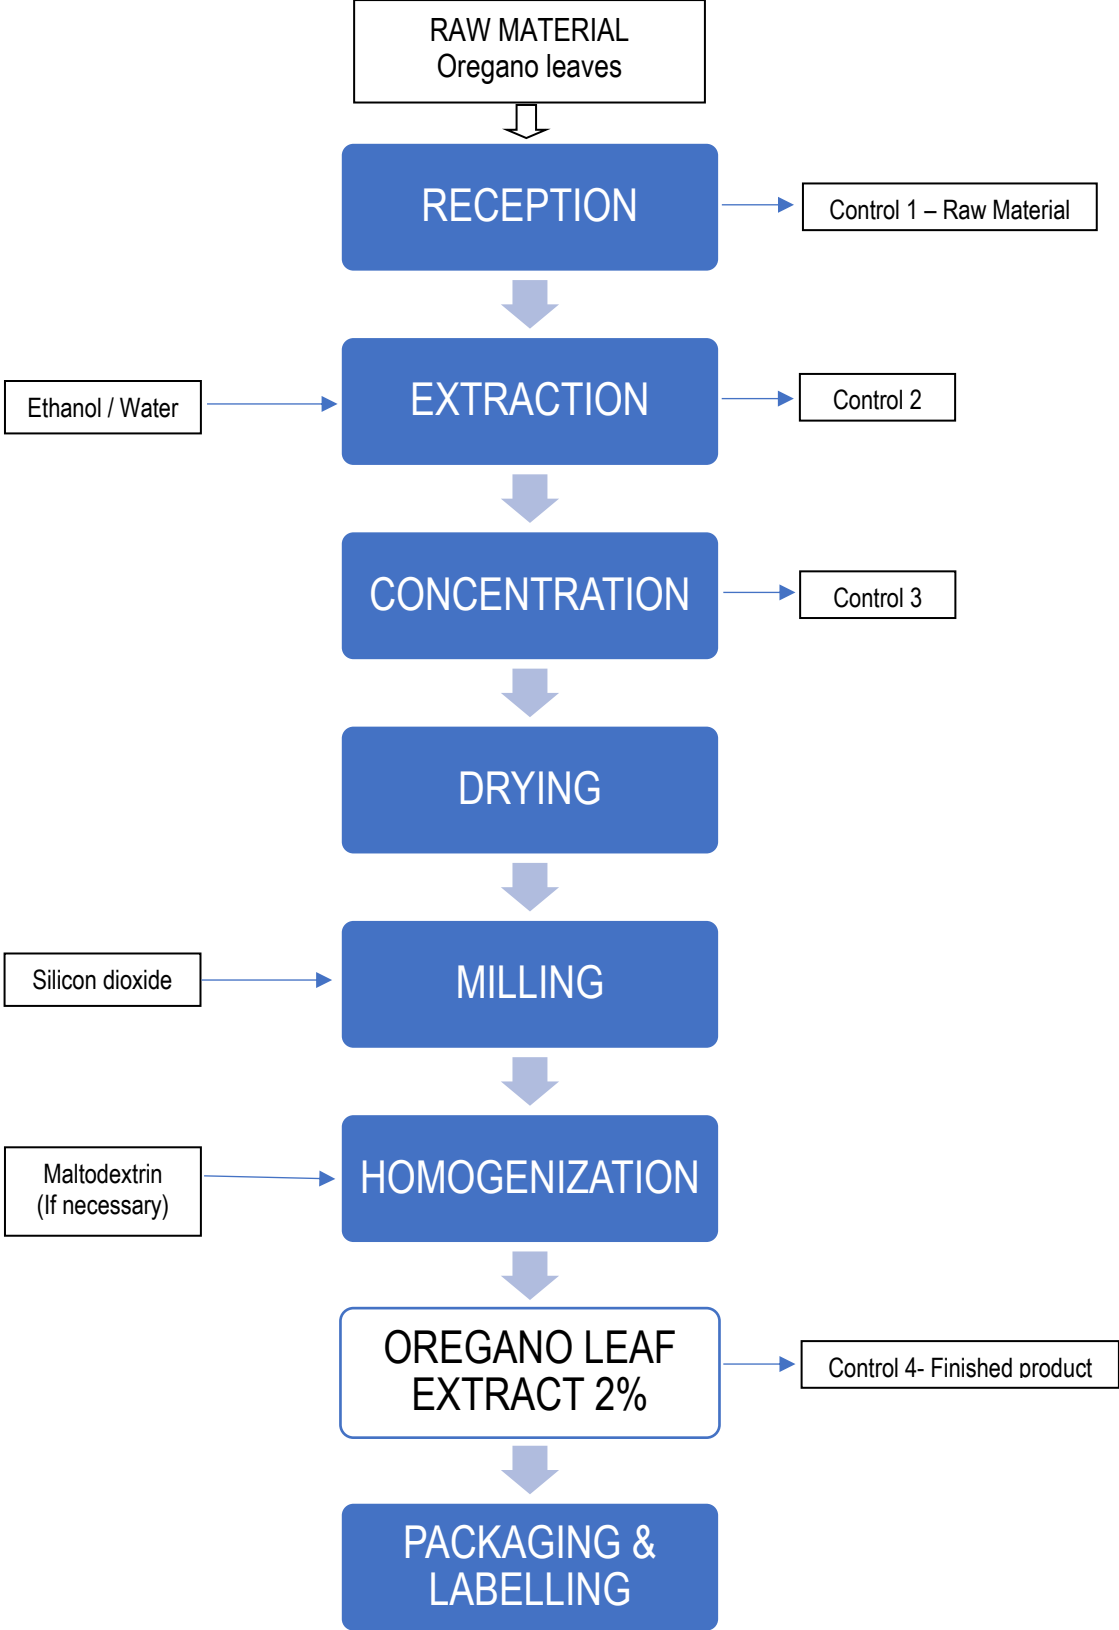 RAW MATERIAL
Oregano leaves
RECEPTION
Control 1 – Raw Material
Ethanol / Water
EXTRACTION
Control 2
CONCENTRATION
Control 3
DRYING
Silicon dioxide
MILLING
Maltodextrin
(If necessary)
HOMOGENIZATION
OREGANO LEAF
EXTRACT 2%
Control 4- Finished product
PACKAGING &
LABELLING